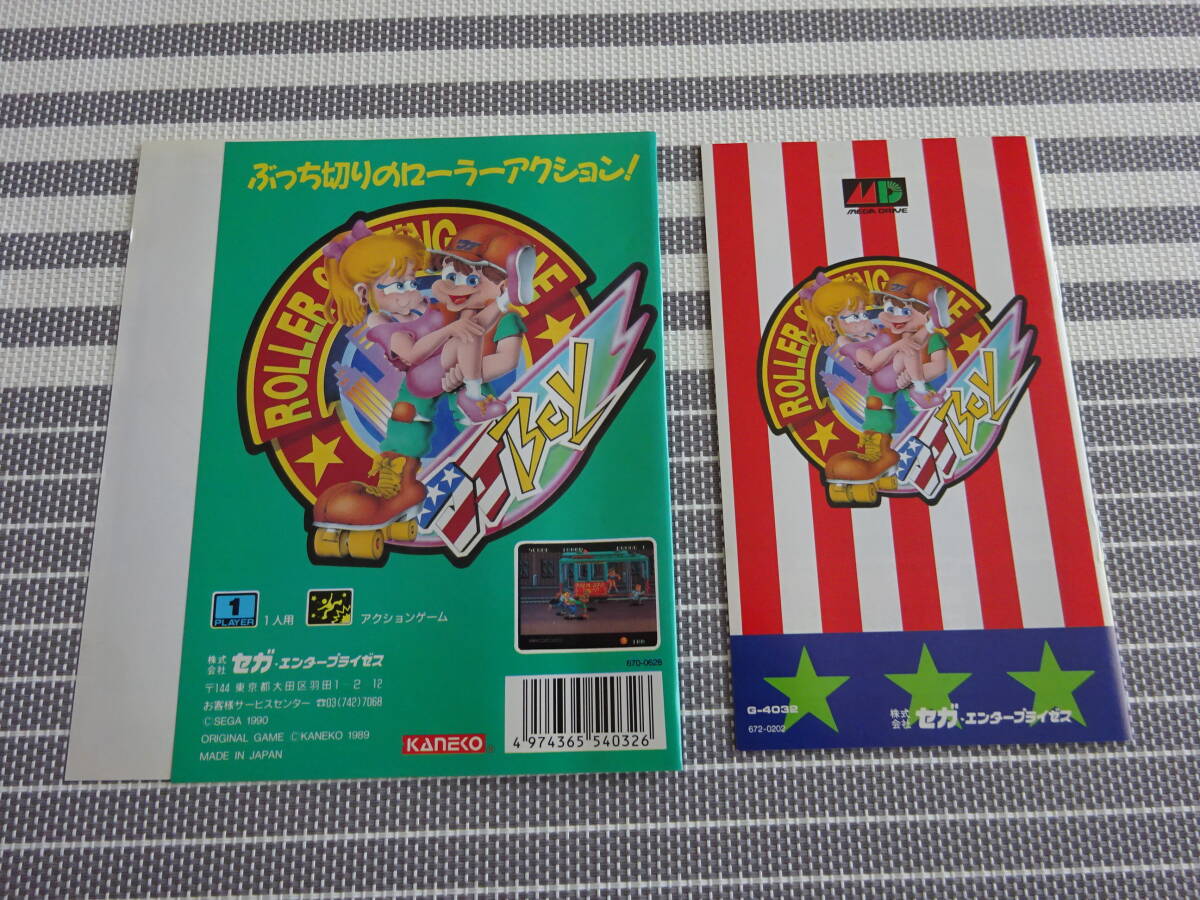 ぶっち切りのローラーアクション!
ROLLER
DJ BOY
1
PLAYER
1人用
アクションゲーム
670-0628
株式会社 セガ・エンタープライゼス
〒144 東京都大田区羽田1-2-12
お客様サービスセンター ☎03(742)7068
©SEGA 1990
ORIGINAL GAME ©KANEKO 1989
MADE IN JAPAN
KANEKO
4 974365 540326
MD
MEGA DRIVE
ROLLER
DJ BOY
G-4032
672-0202
株式会社 セガ・エンタープライゼス